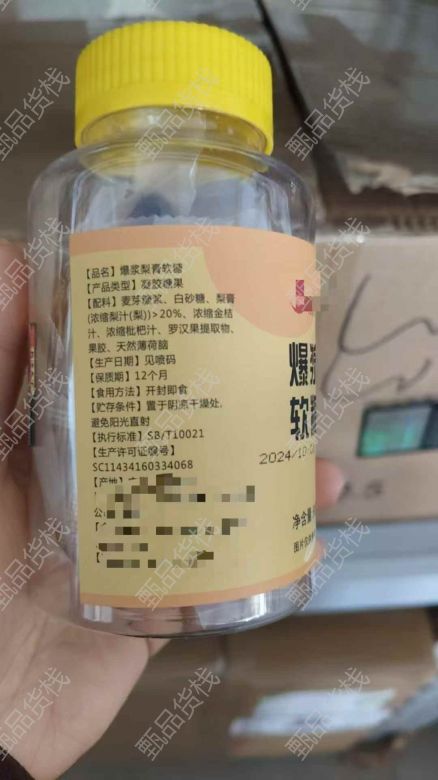 【品名】爆浆梨膏软糖
【产品类型】凝胶糖果
【配料】麦芽糖浆、白砂糖、梨膏
(浓缩梨汁(梨))>20%、浓缩金桔
汁、浓缩枇杷汁、罗汉果提取物、
果胶、天然薄荷脑
【生产日期】见喷码
【保质期】12个月
【食用方法】开封即食
【贮存条件】置于阴凉干燥处,
避免阳光直射
【执行标准】SB/T10021
【生产许可证编号】
SC11434160334068
【产地】
爆
软
2024/10
净含量
甄品货栈